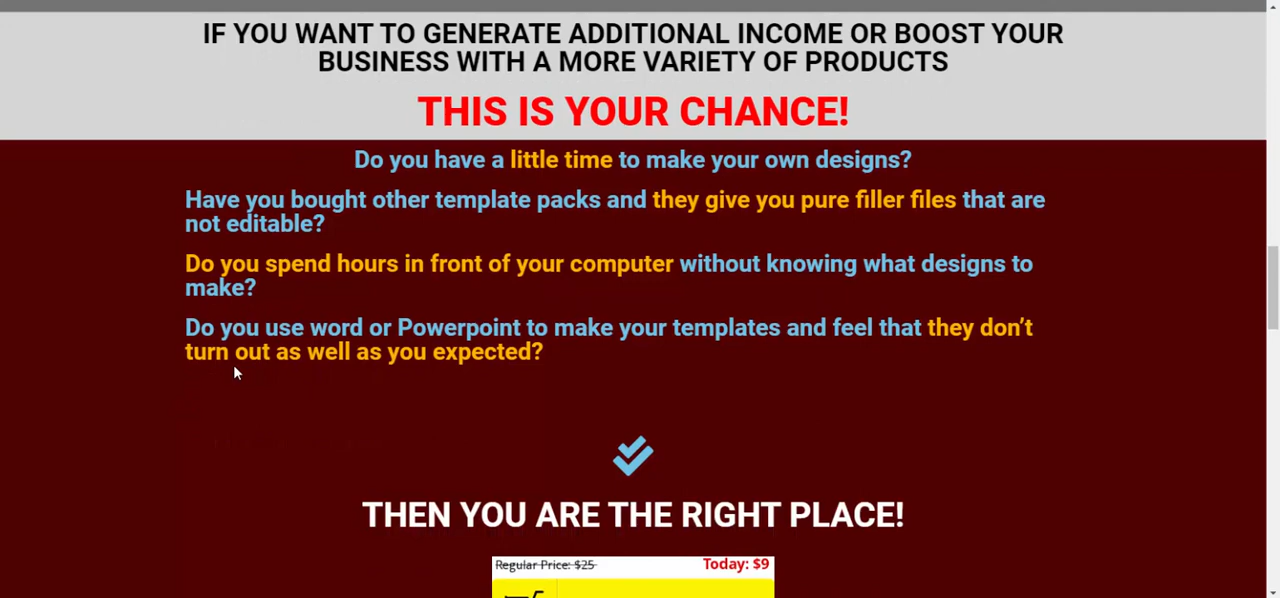 IF YOU WANT TO GENERATE ADDITIONAL INCOME OR BOOST YOUR
BUSINESS WITH A MORE VARIETY OF PRODUCTS
THIS IS YOUR CHANCE!
Do you have a little time to make your own designs?
Have you bought other template packs and they give you pure filler files that are
not editable?
Do you spend hours in front of your computer without knowing what designs to
make?
Do you use word or Powerpoint to make your templates and feel that they don't
turn out as well as you expected?
THEN YOU ARE THE RIGHT PLACE!
Regular Price: $25 Today: $9